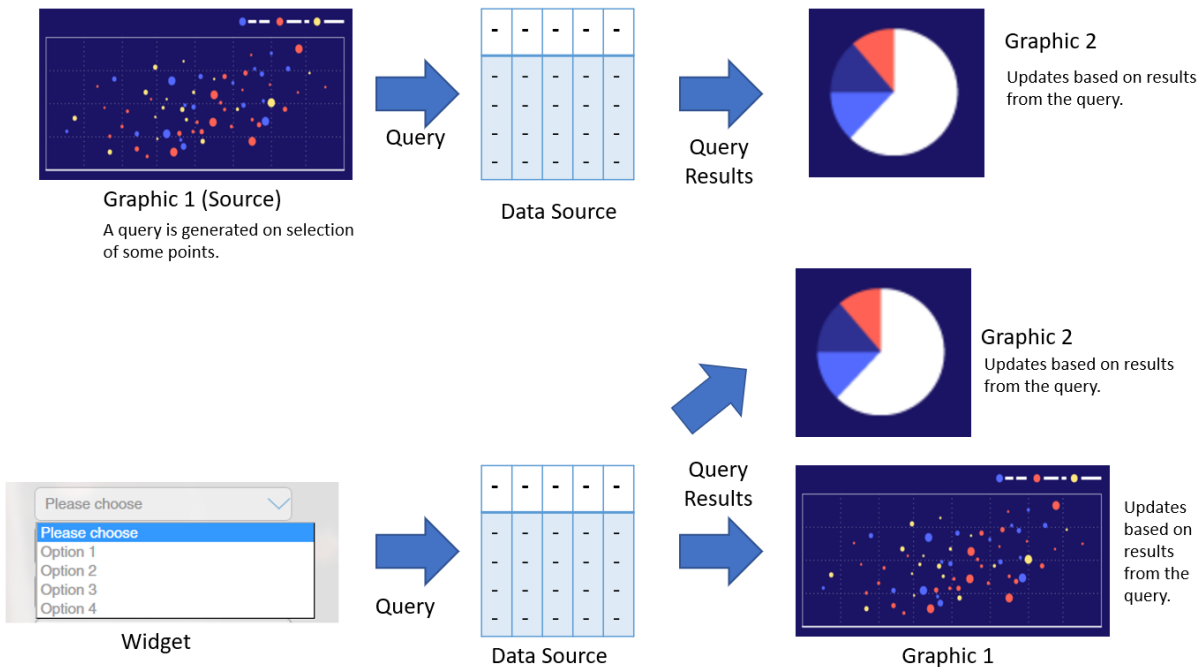 Graphic 1 (Source)
A query is generated on selection
of some points.
Query
- - - - -
- - - - -
- - - - -
- - - - -
- - - - -
Data Source
Query
Results
Graphic 2
Updates based on results
from the query.
Please choose
Please choose
Option 1
Option 2
Option 3
Option 4
Widget
Query
- - - - -
- - - - -
- - - - -
- - - - -
- - - - -
Data Source
Query
Results
Graphic 2
Updates based on results
from the query.
Graphic 1
Updates
based on
results
from the
query.